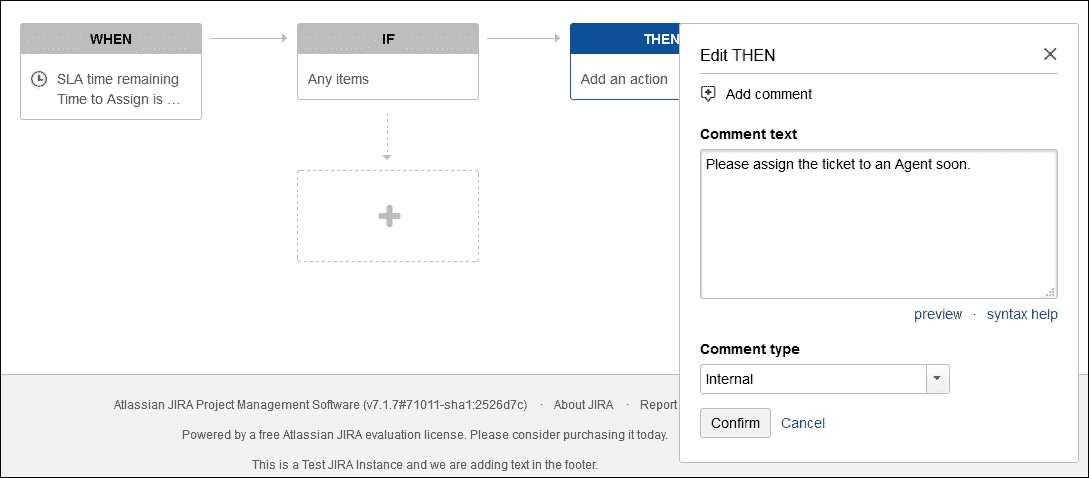 WHEN
SLA time remaining
Time to Assign is ...
IF
Any items
THEN
Add an action
Edit THEN
Add comment
Comment text
Please assign the ticket to an Agent soon.
preview · syntax help
Comment type
Internal
Confirm Cancel
Atlassian JIRA Project Management Software (v7.1.7#71011-sha1:2526d7c) · About JIRA · Report
Powered by a free Atlassian JIRA evaluation license. Please consider purchasing it today.
This is a Test JIRA Instance and we are adding text in the footer.